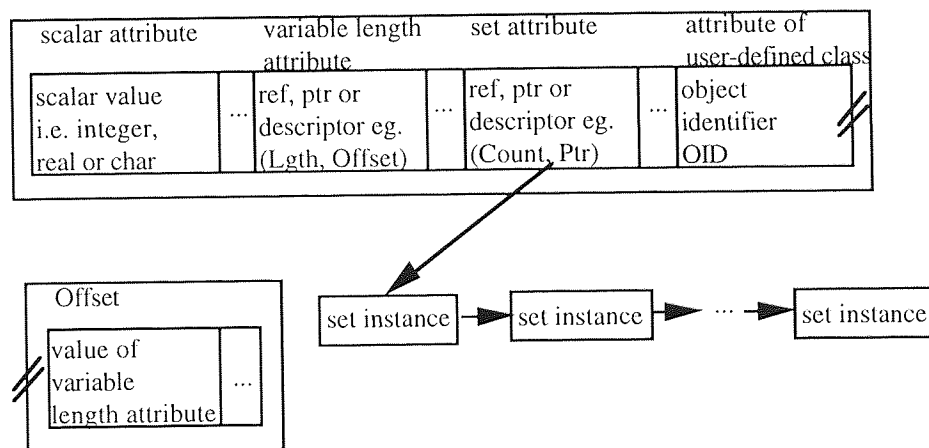 scalar attribute
variable length
attribute
set attribute
attribute of
user-defined class
scalar value
i.e. integer,
real or char
...
ref, ptr or
descriptor eg.
(Lgth, Offset)
...
ref, ptr or
descriptor eg.
(Count, Ptr)
...
object
identifier
OID
Offset
value of
variable
length attribute
...
set instance
set instance
...
set instance